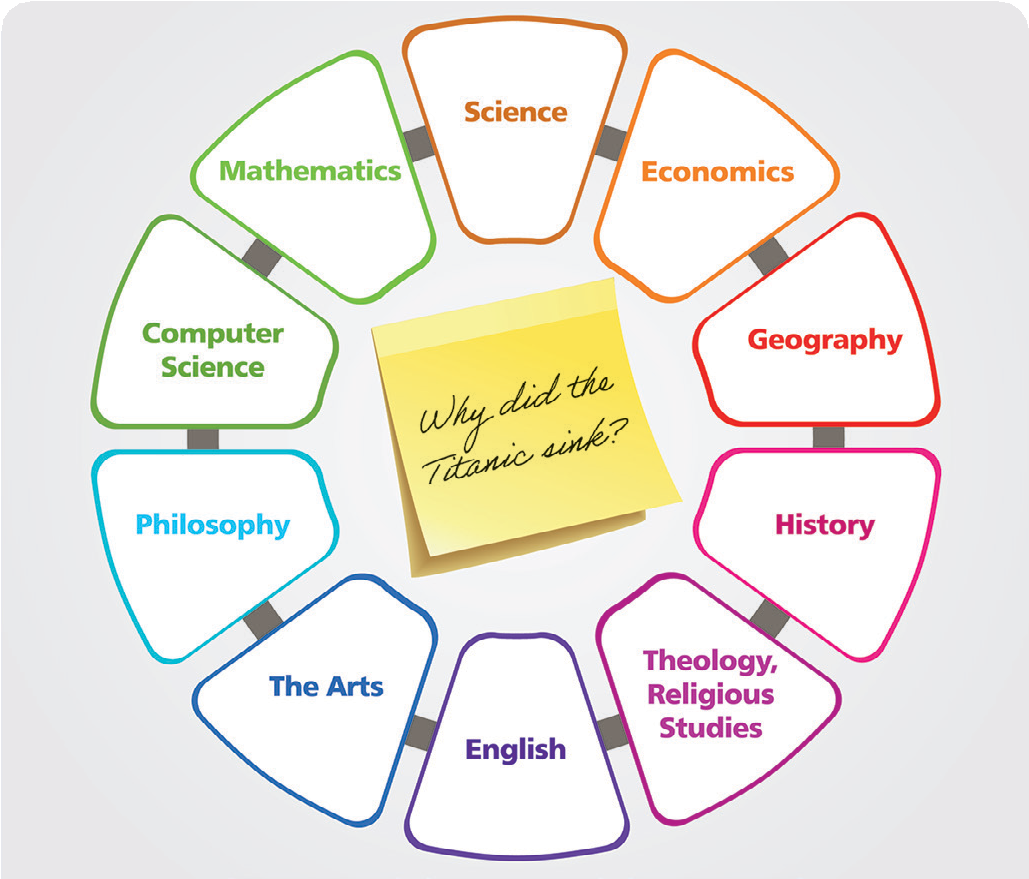 Science
Economics
Geography
History
Theology,
Religious
Studies
English
The Arts
Philosophy
Computer
Science
Mathematics
Why did the
Titanic sink?